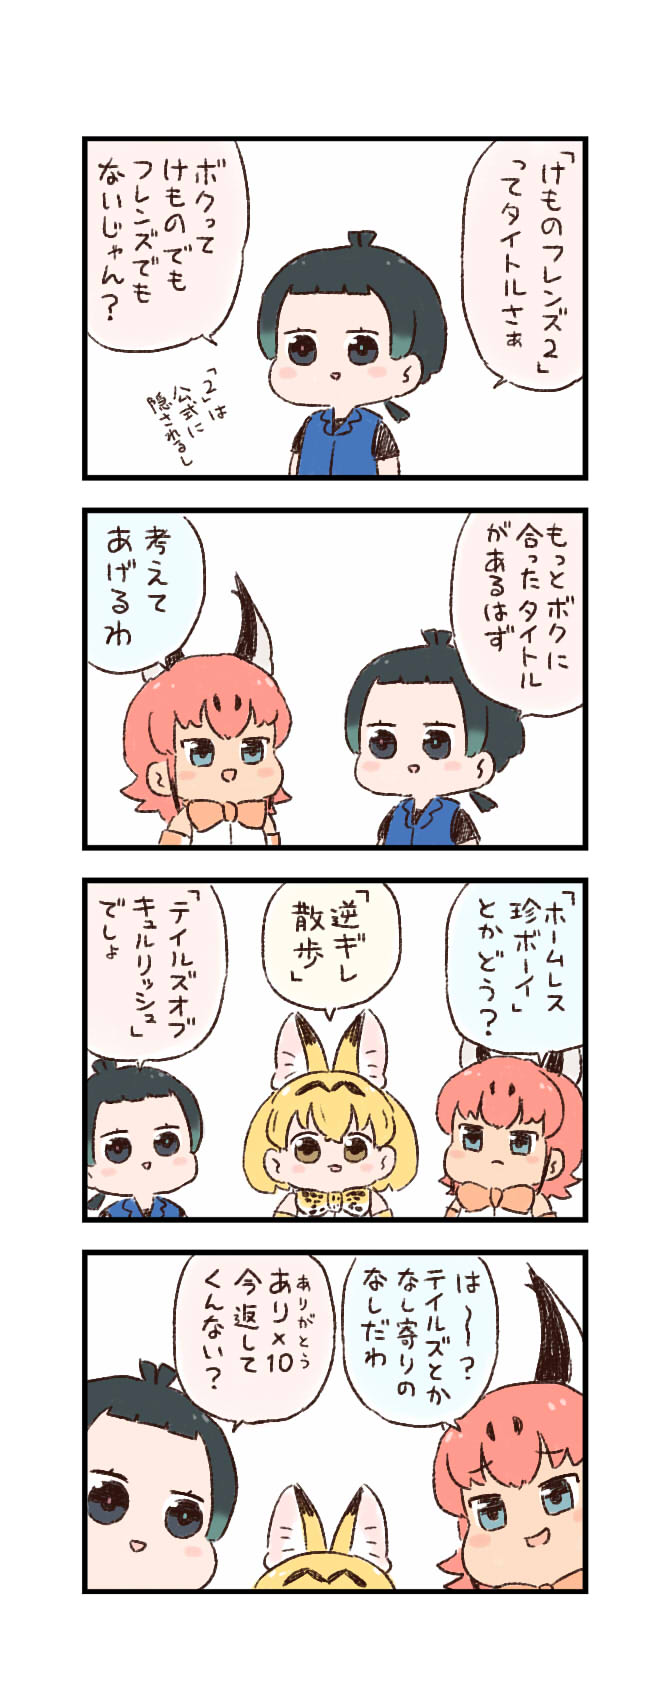 「けものフレンズ2」
ってタイトルさぁ
ボクって
けものでも
フレンズでも
ないじゃん？
「2」は
公式に
隠されるし
もっとボクに
合ったタイトル
があるはず
考えて
あげるわ
「ホームレス
珍ボーイ」
とかどう？
「逆ギレ
散歩」
「テイルズオブ
キュルリッシュ」
でしょ
は〜〜？
テイルズとか
なし寄りの
なしだわ
ありがとう
あり×10
今返して
くんない？